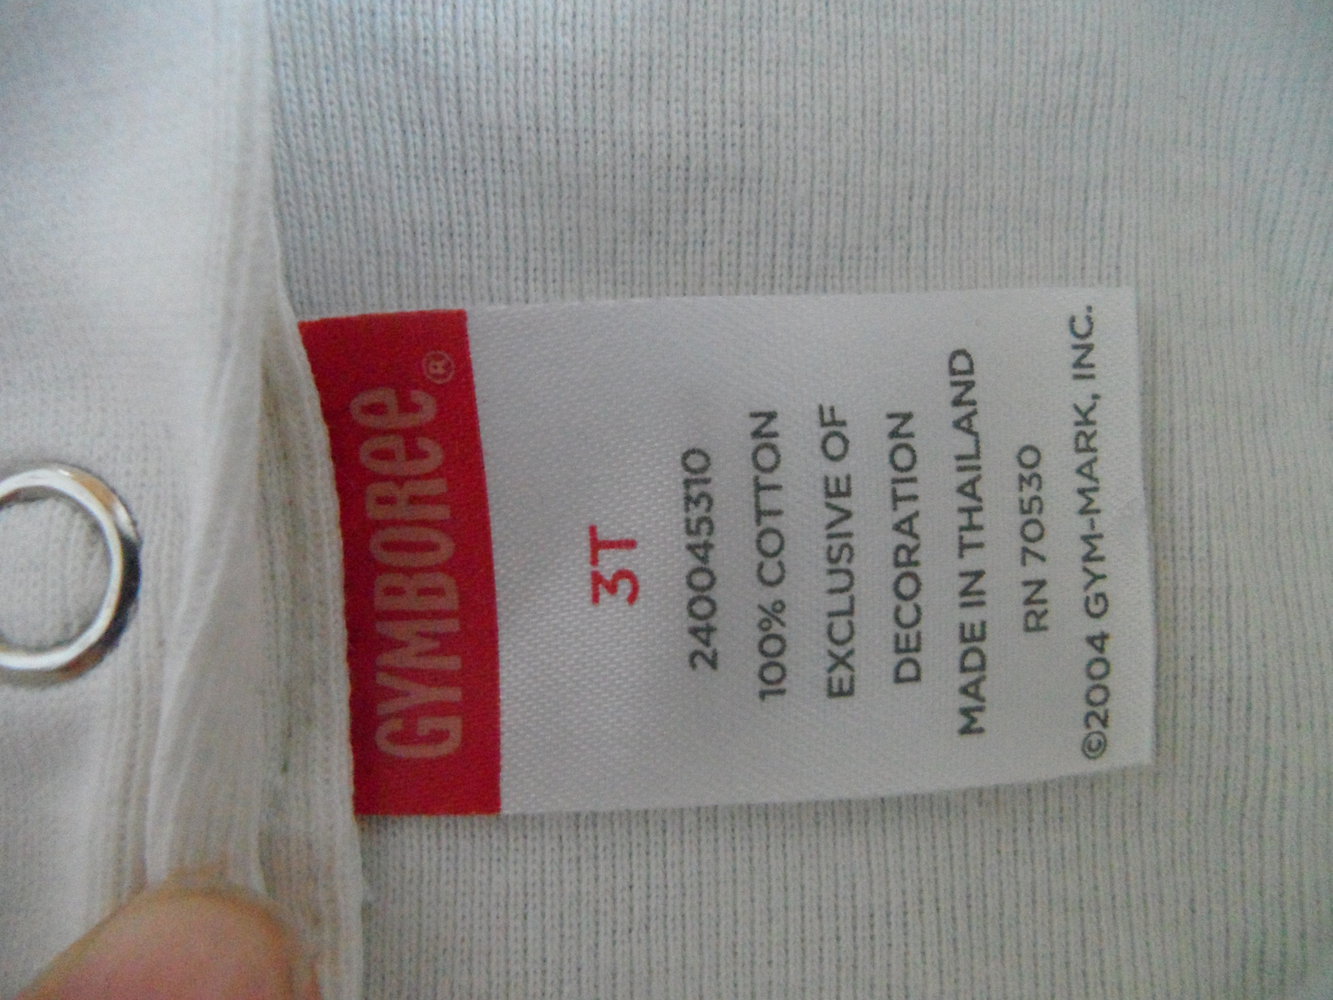 GYMBOREE®
3T
240045310
100% COTTON
EXCLUSIVE OF
DECORATION
MADE IN THAILAND
RN 70530
©2004 GYM-MARK, INC.